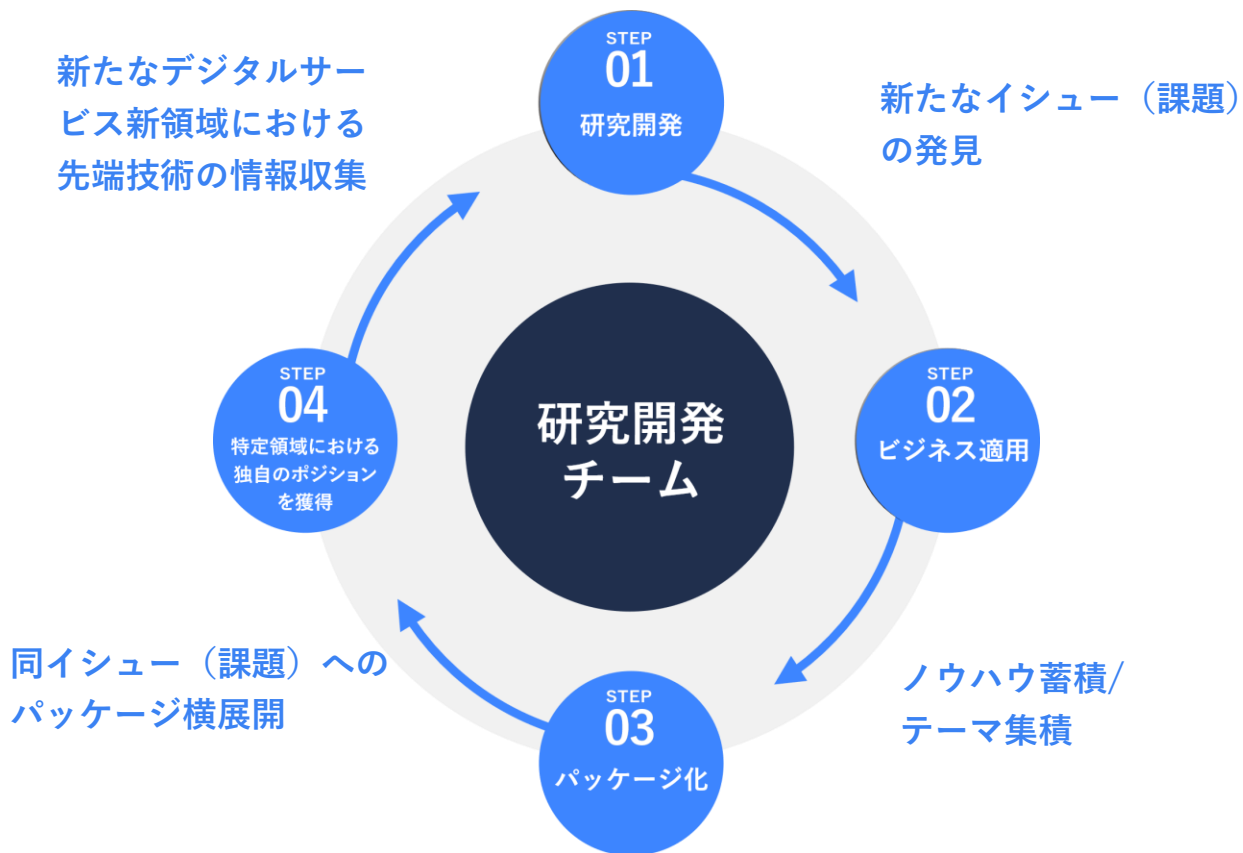 STEP
01
研究開発
新たなデジタルサー
ビス新領域における
先端技術の情報収集
新たなイシュー（課題）
の発見
STEP
04
特定領域における
独自のポジション
を獲得
研究開発
チーム
STEP
02
ビジネス適用
同イシュー（課題）への
パッケージ横展開
STEP
03
パッケージ化
ノウハウ蓄積/
テーマ集積